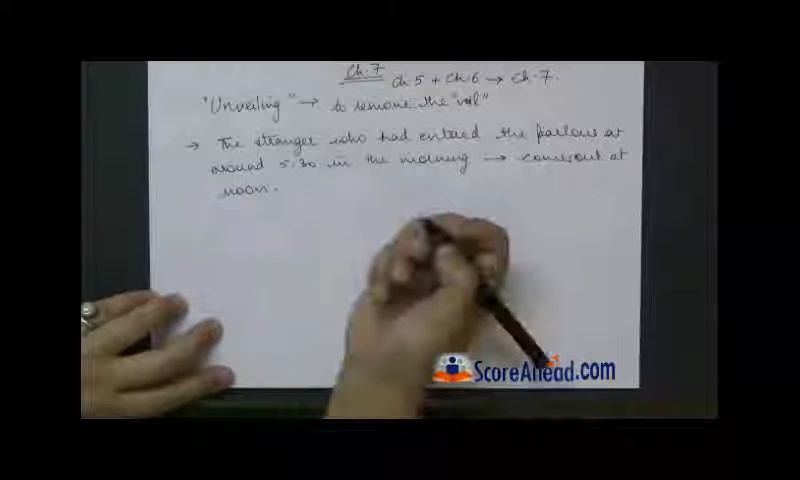 Ch.7
Ch.5 + Ch.6 → Ch.7.
"Unveiling" → to remove the "veil"
→ The stranger who had entered the parlour at
around 5:30 in the morning → comes out at
noon.
ScoreAhead.com